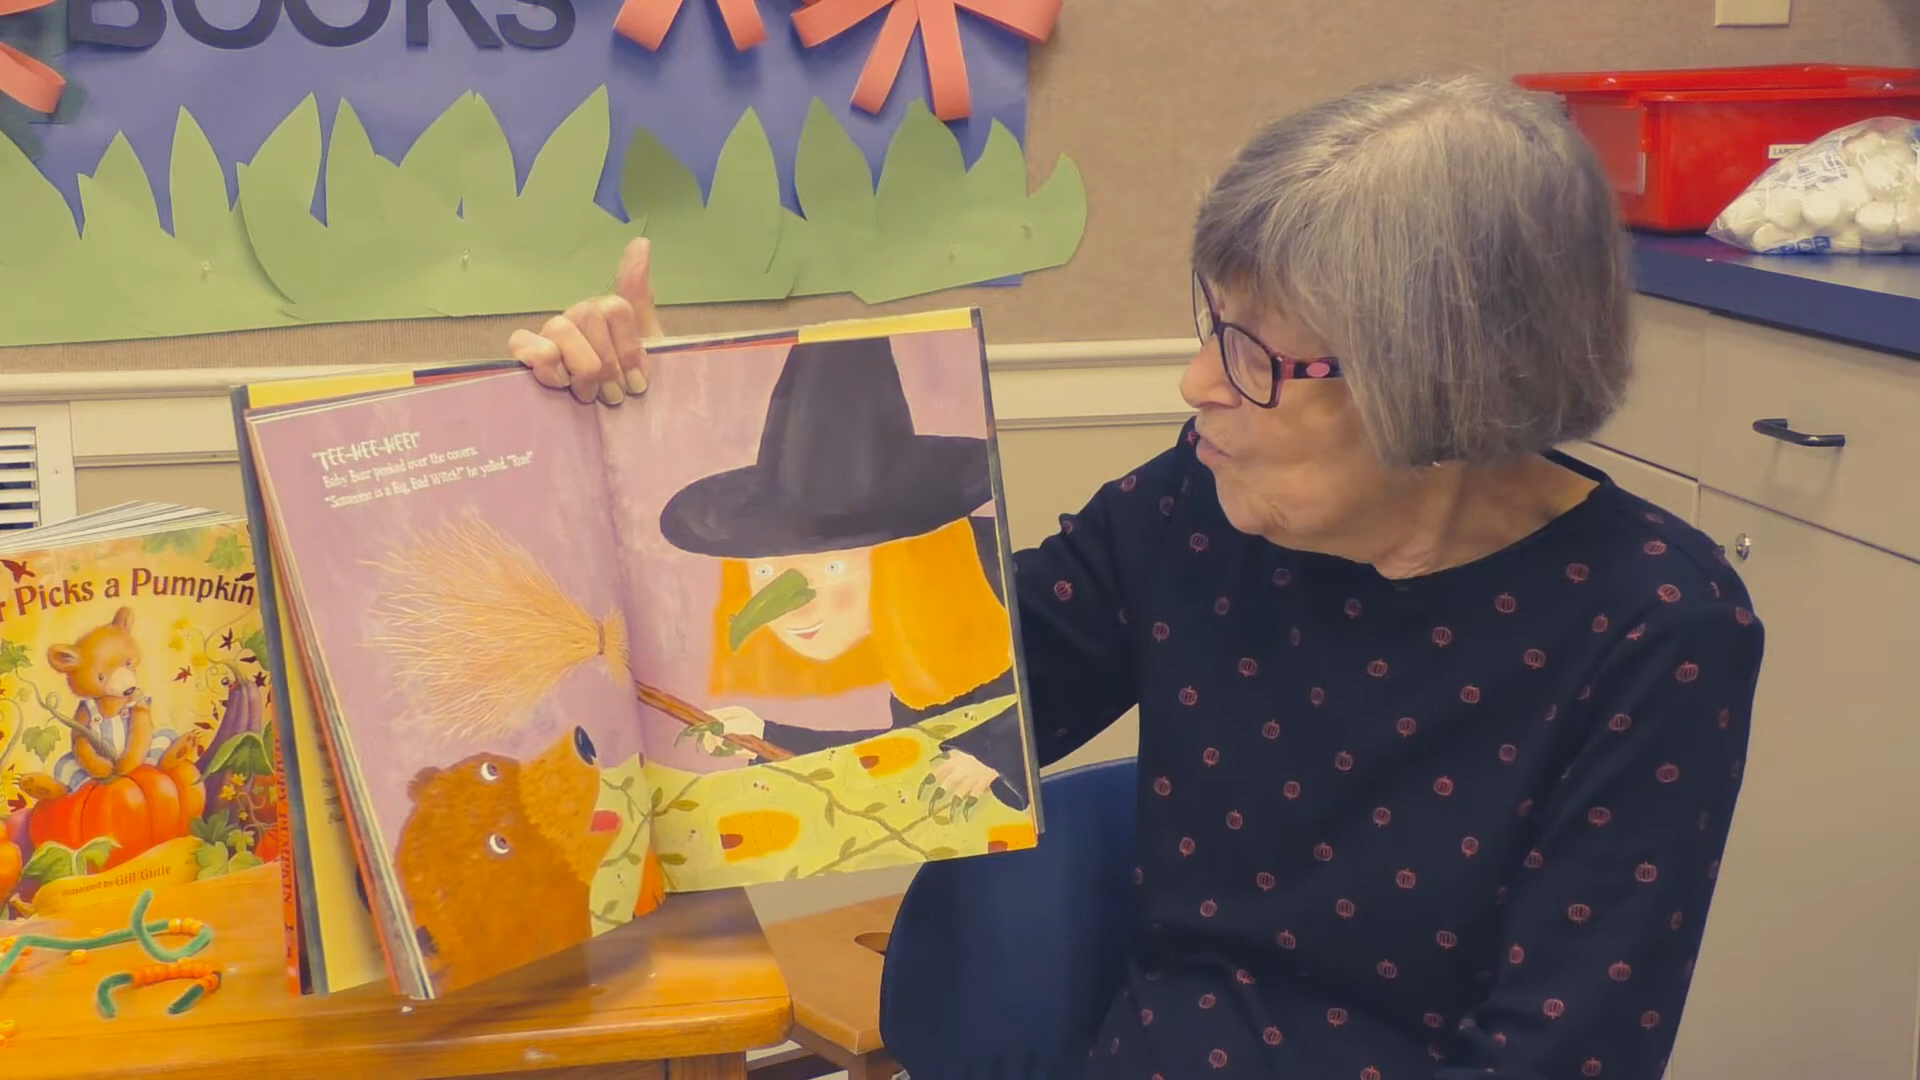 BOOKS
"TEE-HEE-HEE!"
Baby Bear peeked over the covers.
"Someone is a Big, Bad Witch!" he yelled. "Run!"
r Picks a Pumpkin
Illustrated by Gill Guile